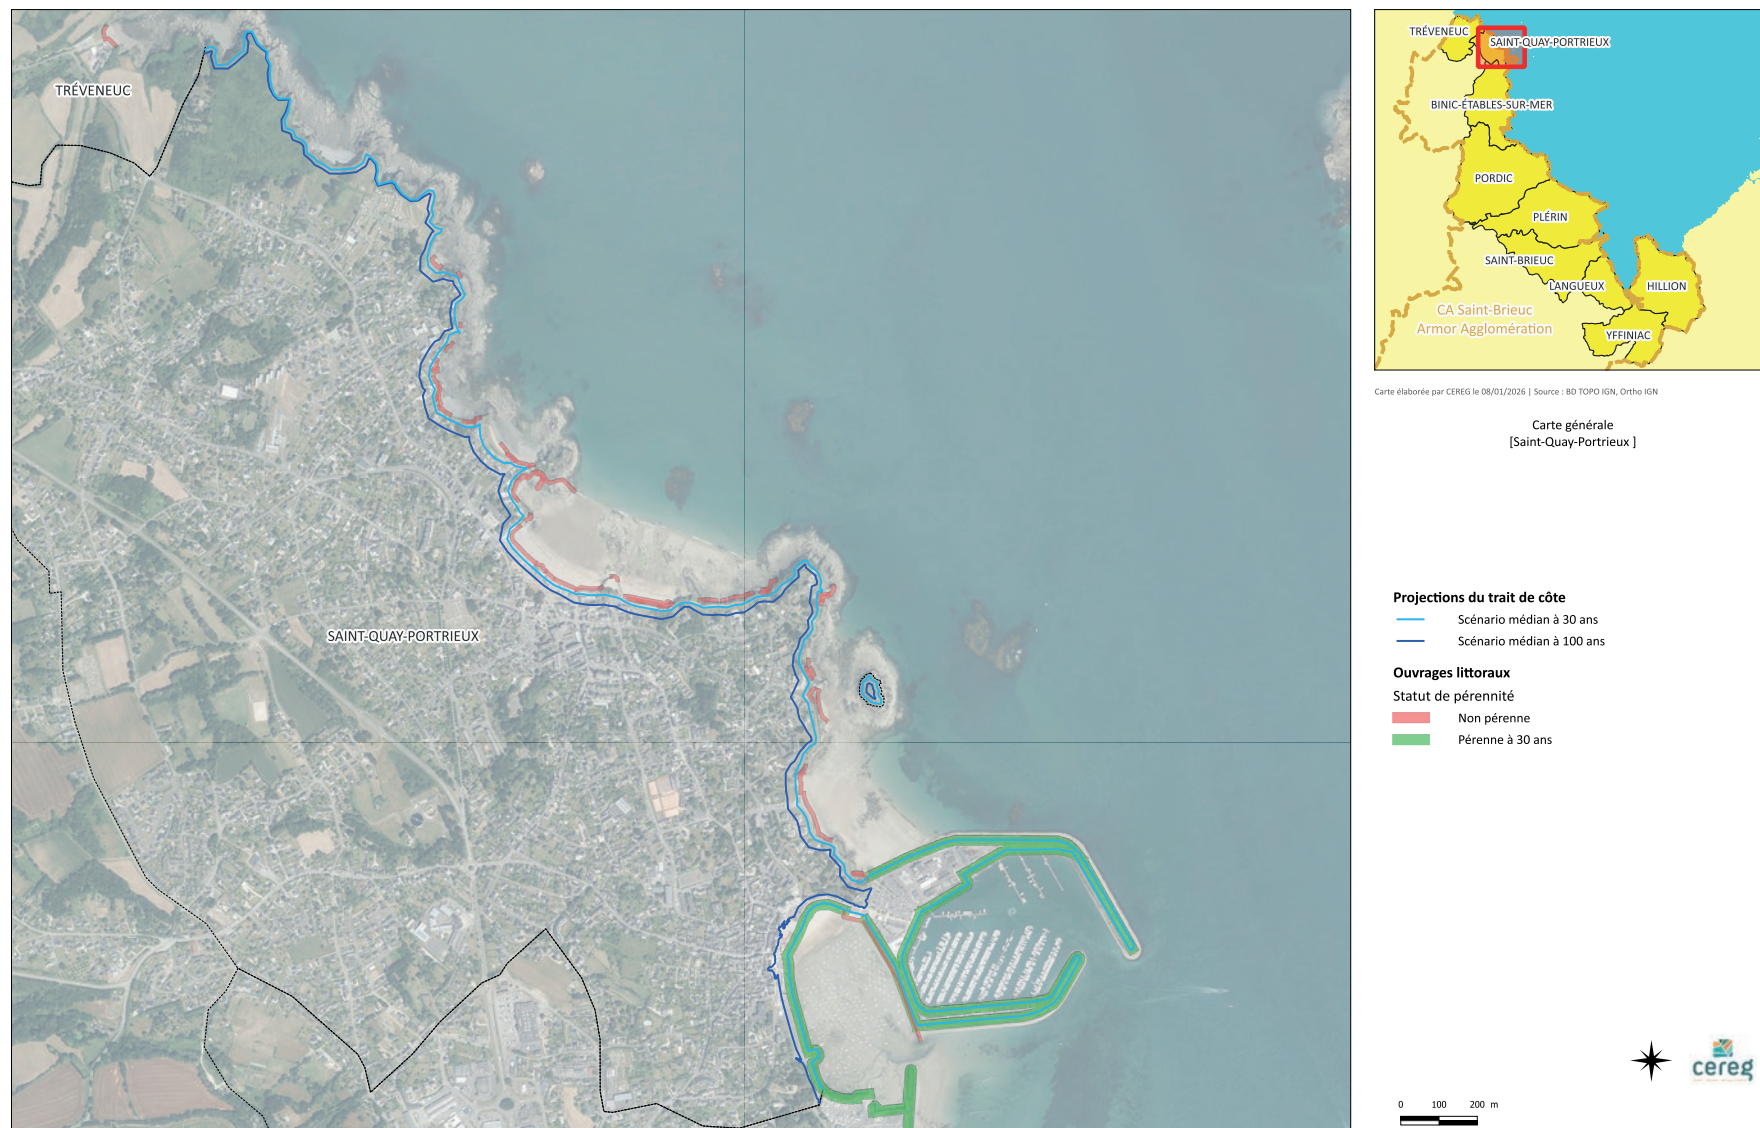 TRÉVENEUC
SAINT-QUAY-PORTRIEUX
TRÉVENEUC
SAINT-QUAY-PORTRIEUX
BINIC-ÉTABLES-SUR-MER
PORDIC
PLÉRIN
SAINT-BRIEUC
LANGUEUX
HILLION
CA Saint-Brieuc
Armor Agglomération
YFFINIAC
Carte élaborée par CEREG le 08/01/2026 | Source : BD TOPO IGN, Ortho IGN
Carte générale
[Saint-Quay-Portrieux ]
Projections du trait de côte
Scénario médian à 30 ans
Scénario médian à 100 ans
Ouvrages littoraux
Statut de pérennité
Non pérenne
Pérenne à 30 ans
cereg
0 100 200 m